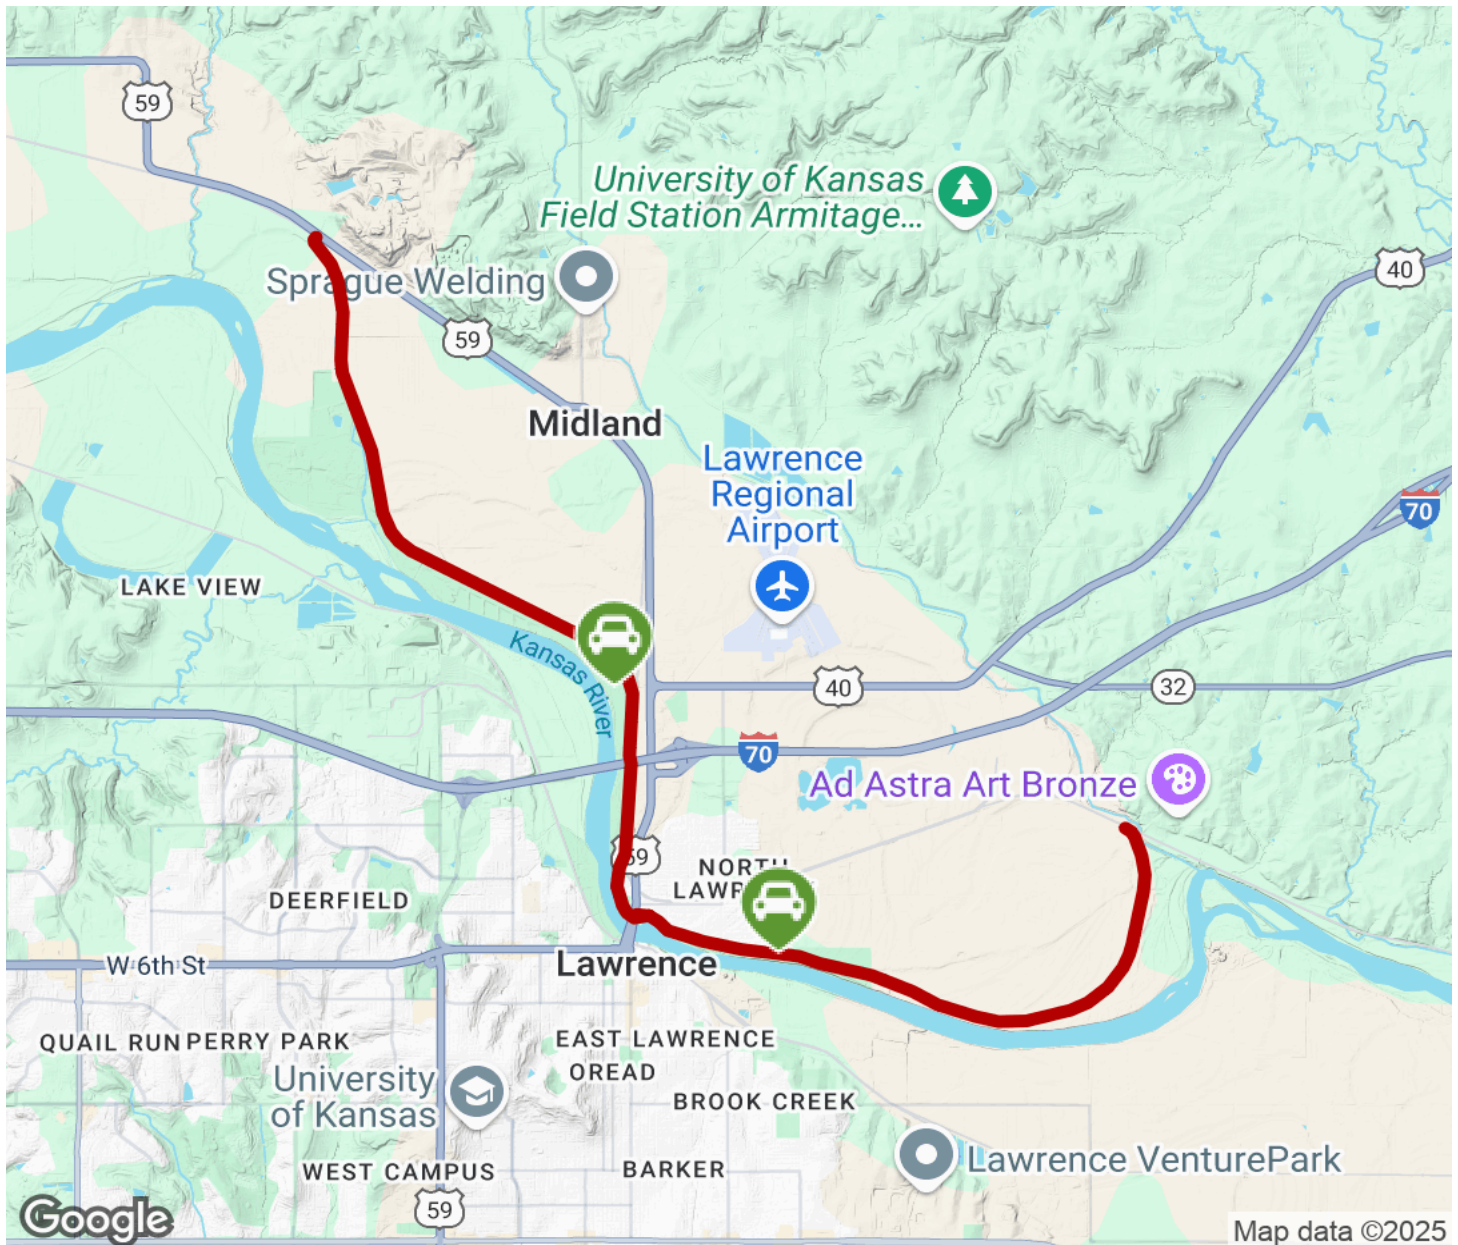 59
University of Kansas
Field Station Armitage...
40
Sprague Welding
59
Midland
Lawrence
Regional
Airport
70
LAKE VIEW
Kansas River
40
32
70
Ad Astra Art Bronze
59
NORTH
DEERFIELD
W 6th St
Lawrence
QUAIL RUN
PERRY PARK
EAST LAWRENCE
OREAD
University
of Kansas
BROOK CREEK
WEST CAMPUS
BARKER
Lawrence VenturePark
59
Google
Map data ©2025